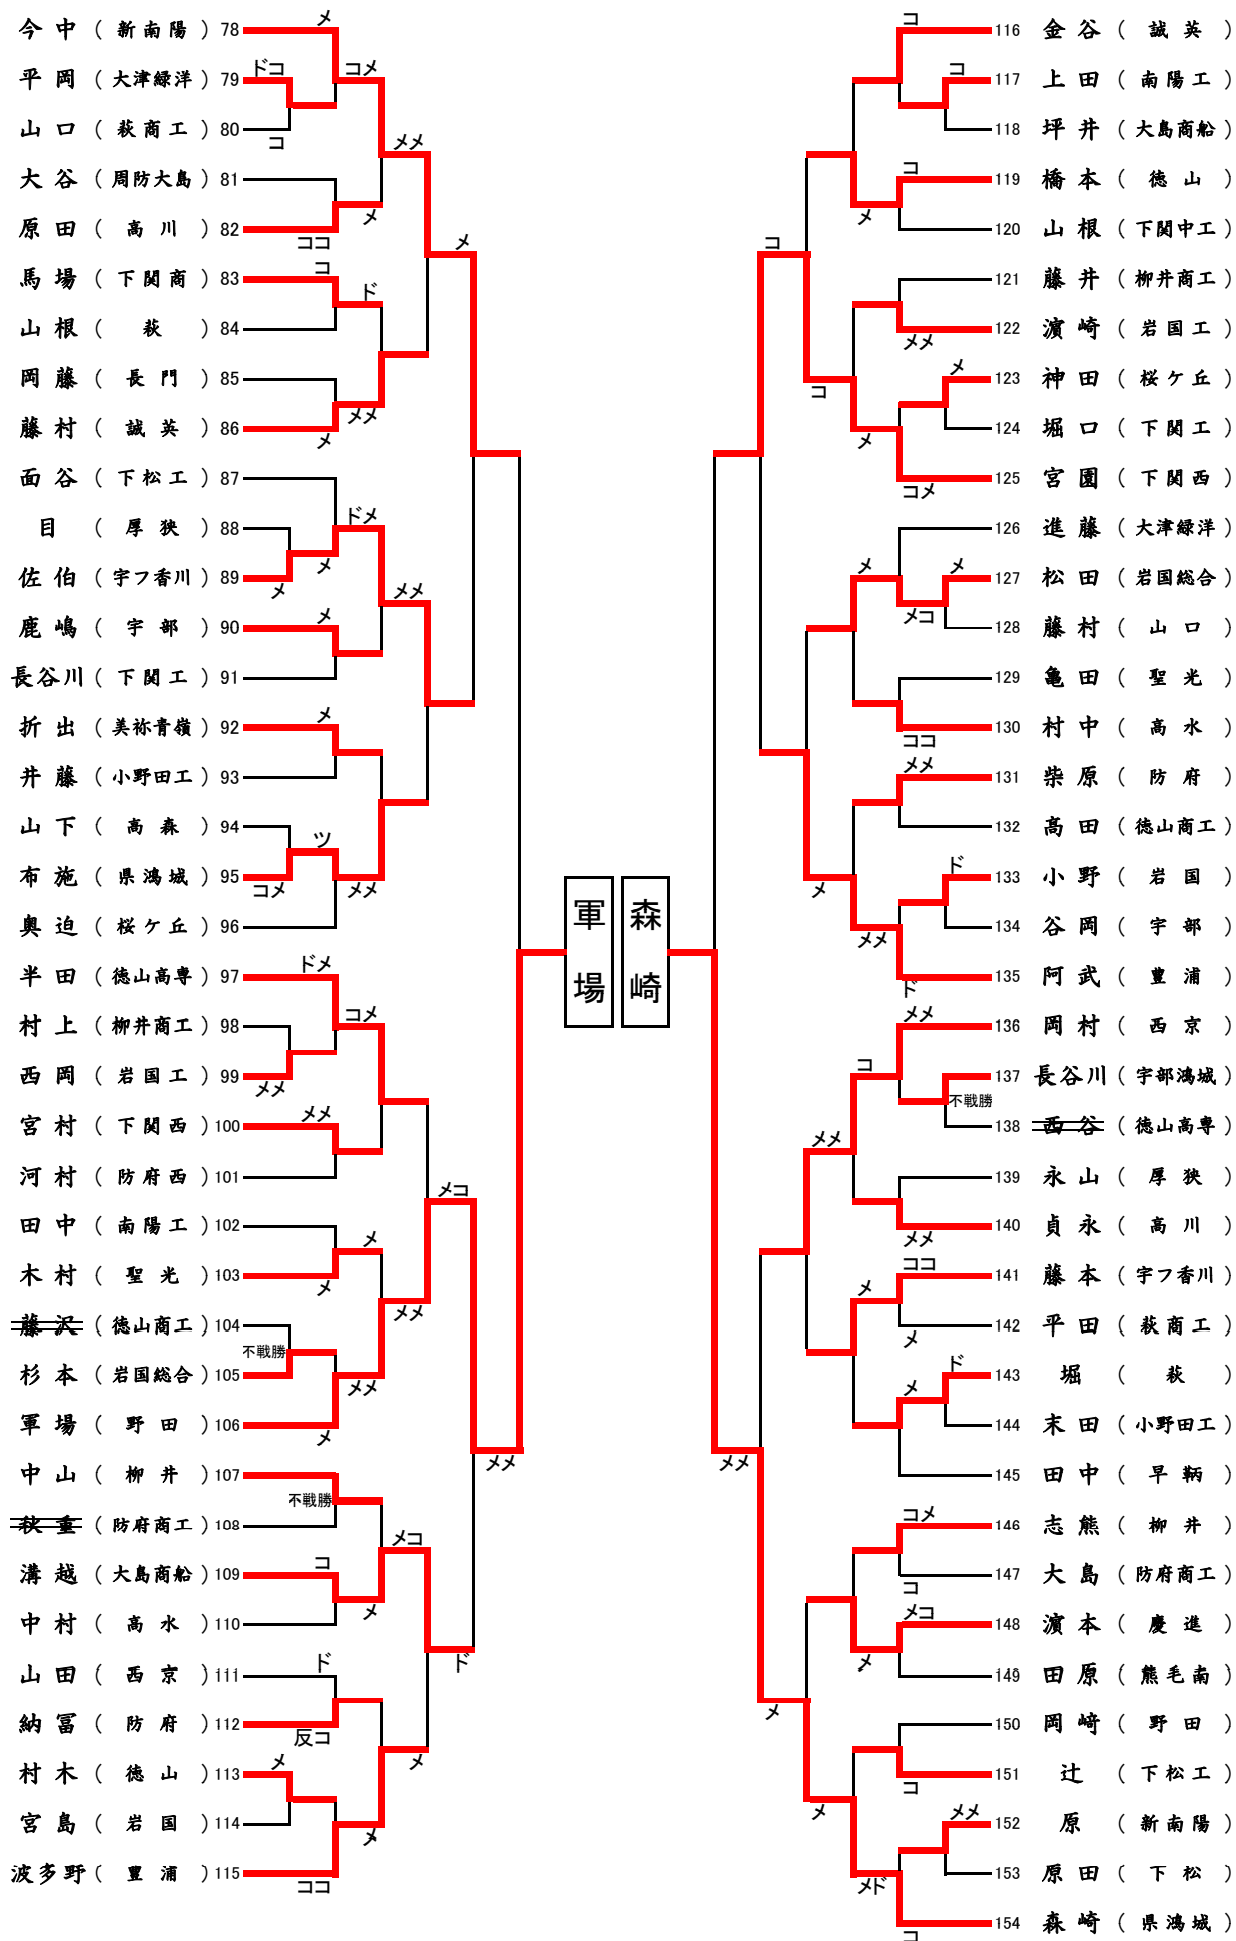 今中 ( 新南陽 ) 78
平岡 ( 大津緑洋 ) 79
山口 ( 萩商工 ) 80
大谷 ( 周防大島 ) 81
原田 ( 高川 ) 82
馬場 ( 下関商 ) 83
山根 ( 萩 ) 84
岡藤 ( 長門 ) 85
藤村 ( 誠英 ) 86
面谷 ( 下松工 ) 87
目 ( 厚狭 ) 88
佐伯 ( 宇フ香川 ) 89
鹿嶋 ( 宇部 ) 90
長谷川 ( 下関工 ) 91
折出 ( 美祢青嶺 ) 92
井藤 ( 小野田工 ) 93
山下 ( 高森 ) 94
布施 ( 県鴻城 ) 95
奥迫 ( 桜ケ丘 ) 96
半田 ( 徳山高専 ) 97
村上 ( 柳井商工 ) 98
西岡 ( 岩国工 ) 99
宮村 ( 下関西 ) 100
河村 ( 防府西 ) 101
田中 ( 南陽工 ) 102
木村 ( 聖光 ) 103
藤沢 ( 徳山商工 ) 104
杉本 ( 岩国総合 ) 105
軍場 ( 野田 ) 106
中山 ( 柳井 ) 107
秋重 ( 防府商工 ) 108
溝越 ( 大島商船 ) 109
中村 ( 高水 ) 110
山田 ( 西京 ) 111
納冨 ( 防府 ) 112
村木 ( 徳山 ) 113
宮島 ( 岩国 ) 114
波多野 ( 豊浦 ) 115
メ
ドコ
コメ
コ
メメ
メ
ココ
コ
メ
ド
メメ
メ
ドメ
メ
メ
メメ
メ
メ
ツ
コメ
メメ
ドメ
コメ
メメ
メメ
メコ
メ
メ
メメ
不戦勝
メメ
メ
メメ
不戦勝
メコ
コ
メ
ド
ド
反コ
メ
メ
メ
ココ
軍場
森崎
116 金谷 ( 誠英 )
117 上田 ( 南陽工 )
118 坪井 ( 大島商船 )
119 橋本 ( 徳山 )
120 山根 ( 下関中工 )
121 藤井 ( 柳井商工 )
122 濵崎 ( 岩国工 )
123 神田 ( 桜ケ丘 )
124 堀口 ( 下関工 )
125 宮園 ( 下関西 )
126 進藤 ( 大津緑洋 )
127 松田 ( 岩国総合 )
128 藤村 ( 山口 )
129 亀田 ( 聖光 )
130 村中 ( 高水 )
131 柴原 ( 防府 )
132 髙田 ( 徳山商工 )
133 小野 ( 岩国 )
134 谷岡 ( 宇部 )
135 阿武 ( 豊浦 )
136 岡村 ( 西京 )
137 長谷川 ( 宇部鴻城 )
138 西谷 ( 徳山高専 )
139 永山 ( 厚狭 )
140 貞永 ( 高川 )
141 藤本 ( 宇フ香川 )
142 平田 ( 萩商工 )
143 堀 ( 萩 )
144 末田 ( 小野田工 )
145 田中 ( 早鞆 )
146 志熊 ( 柳井 )
147 大島 ( 防府商工 )
148 濵本 ( 慶進 )
149 田原 ( 熊毛南 )
150 岡﨑 ( 野田 )
151 辻 ( 下松工 )
152 原 ( 新南陽 )
153 原田 ( 下松 )
154 森崎 ( 県鴻城 )
コ
コ
コ
メ
コ
メメ
メ
コ
メ
コメ
メ
メ
メコ
ココ
メメ
ド
メ
メメ
ド
メメ
コ
不戦勝
メメ
メメ
ココ
メ
メ
ド
メ
メメ
コメ
コ
メコ
メ
メ
コ
メ
メメ
メド
コ